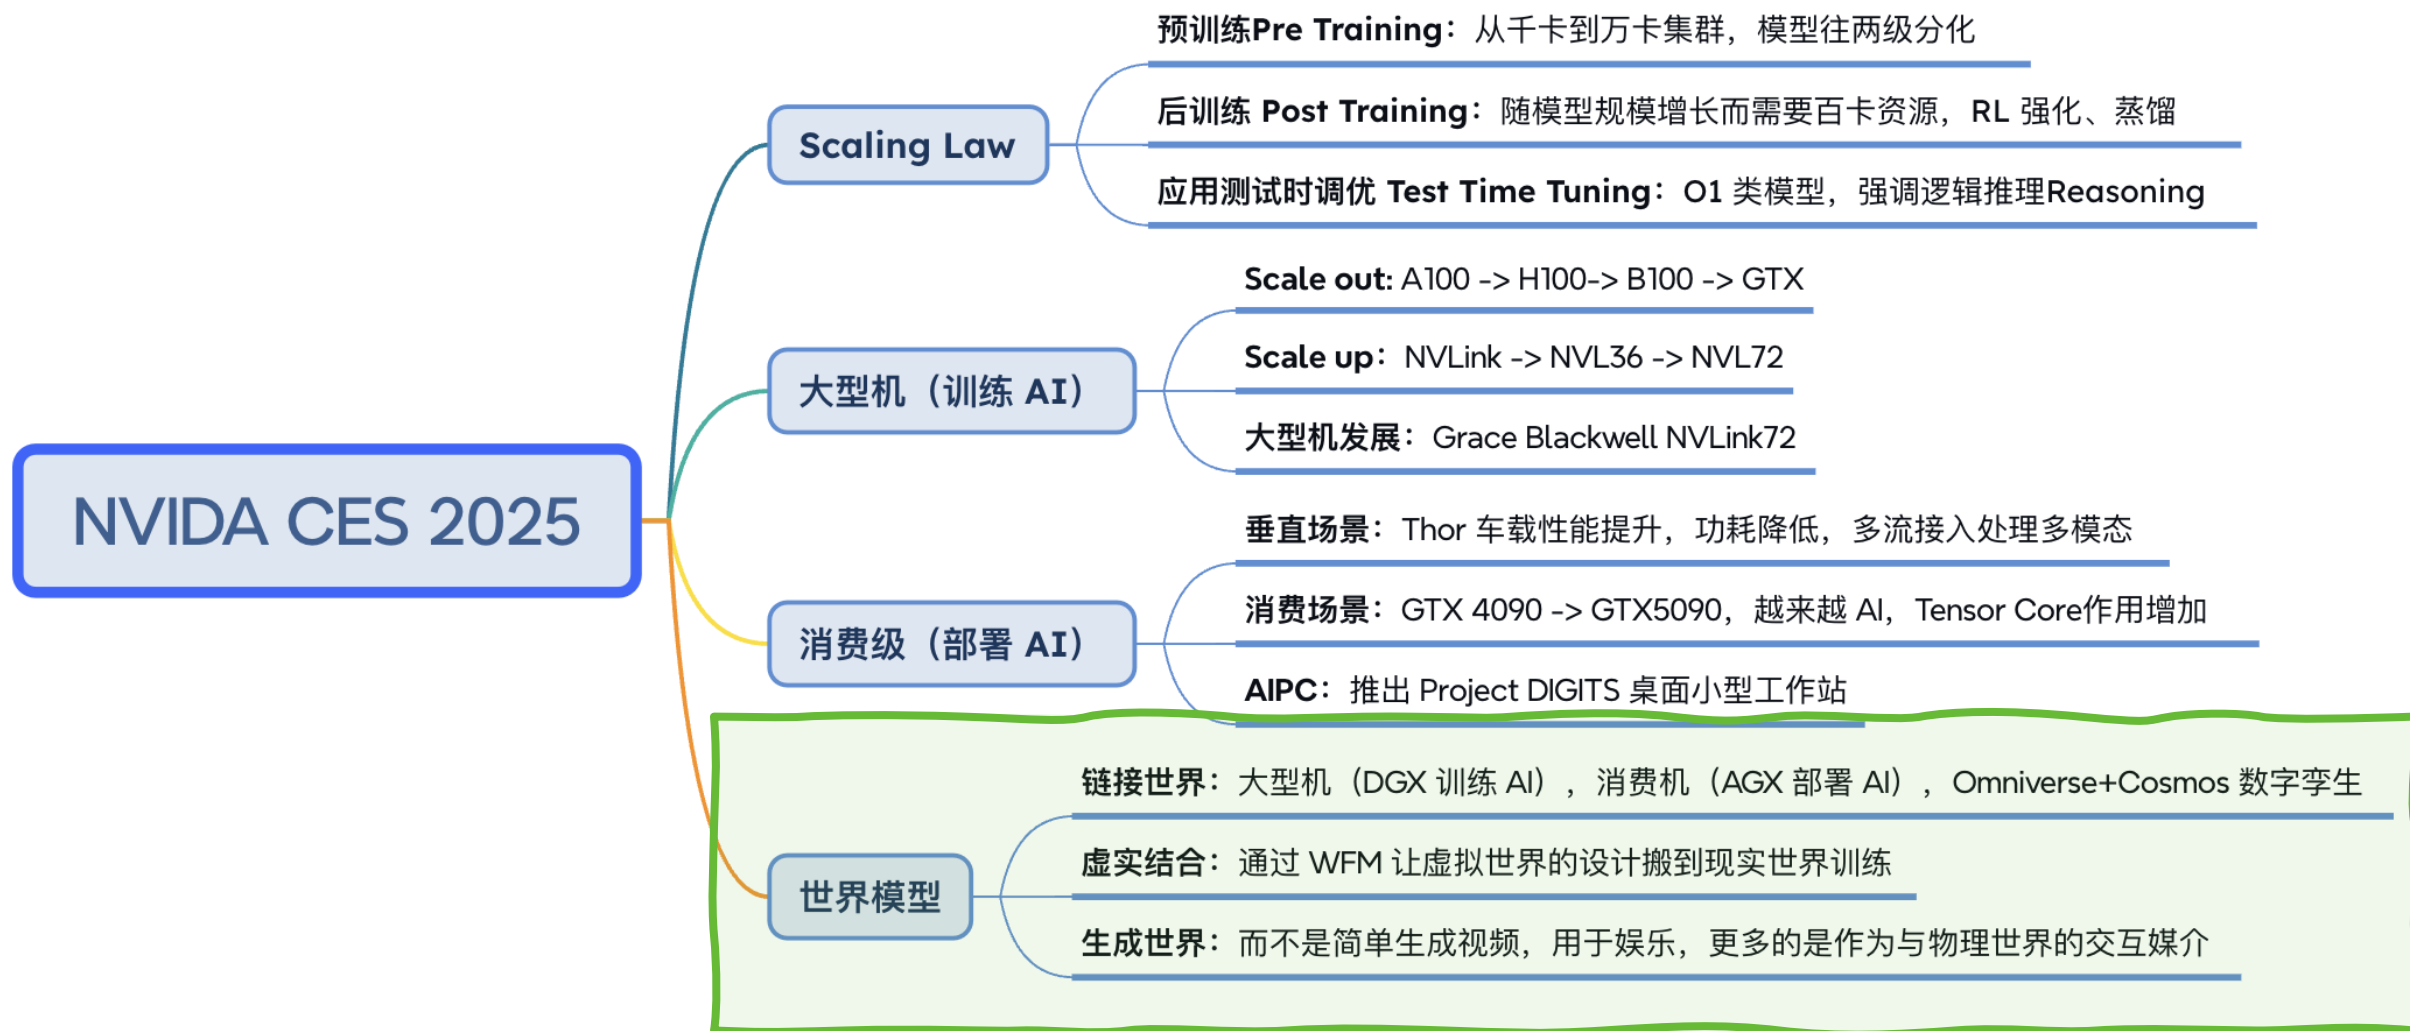 NVIDA CES 2025
Scaling Law
预训练Pre Training：从千卡到万卡集群，模型往两级分化
后训练 Post Training：随模型规模增长而需要百卡资源，RL 强化、蒸馏
应用测试时调优 Test Time Tuning：O1 类模型，强调逻辑推理Reasoning
大型机（训练 AI）
Scale out: A100 -> H100-> B100 -> GTX
Scale up：NVLink -> NVL36 -> NVL72
大型机发展：Grace Blackwell NVLink72
消费级（部署 AI）
垂直场景：Thor 车载性能提升，功耗降低，多流接入处理多模态
消费场景：GTX 4090 -> GTX5090，越来越 AI，Tensor Core作用增加
AIPC：推出 Project DIGITS 桌面小型工作站
世界模型
链接世界：大型机（DGX 训练 AI），消费机（AGX 部署 AI），Omniverse+Cosmos 数字孪生
虚实结合：通过 WFM 让虚拟世界的设计搬到现实世界训练
生成世界：而不是简单生成视频，用于娱乐，更多的是作为与物理世界的交互媒介